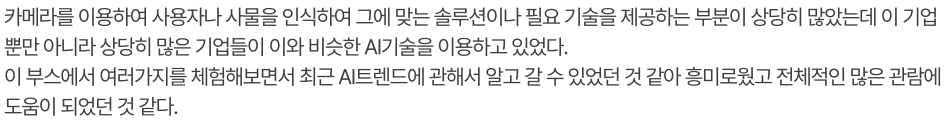 카메라를 이용하여 사용자나 사물을 인식하여 그에 맞는 솔루션이나 필요 기술을 제공하는 부분이 상당히 많았는데 이 기업
뿐만 아니라 상당히 많은 기업들이 이와 비슷한 AI기술을 이용하고 있었다.
이 부스에서 여러가지를 체험해보면서 최근 AI트렌드에 관해서 알고 갈 수 있었던 것 같아 흥미로웠고 전체적인 많은 관람에
도움이 되었던 것 같다.